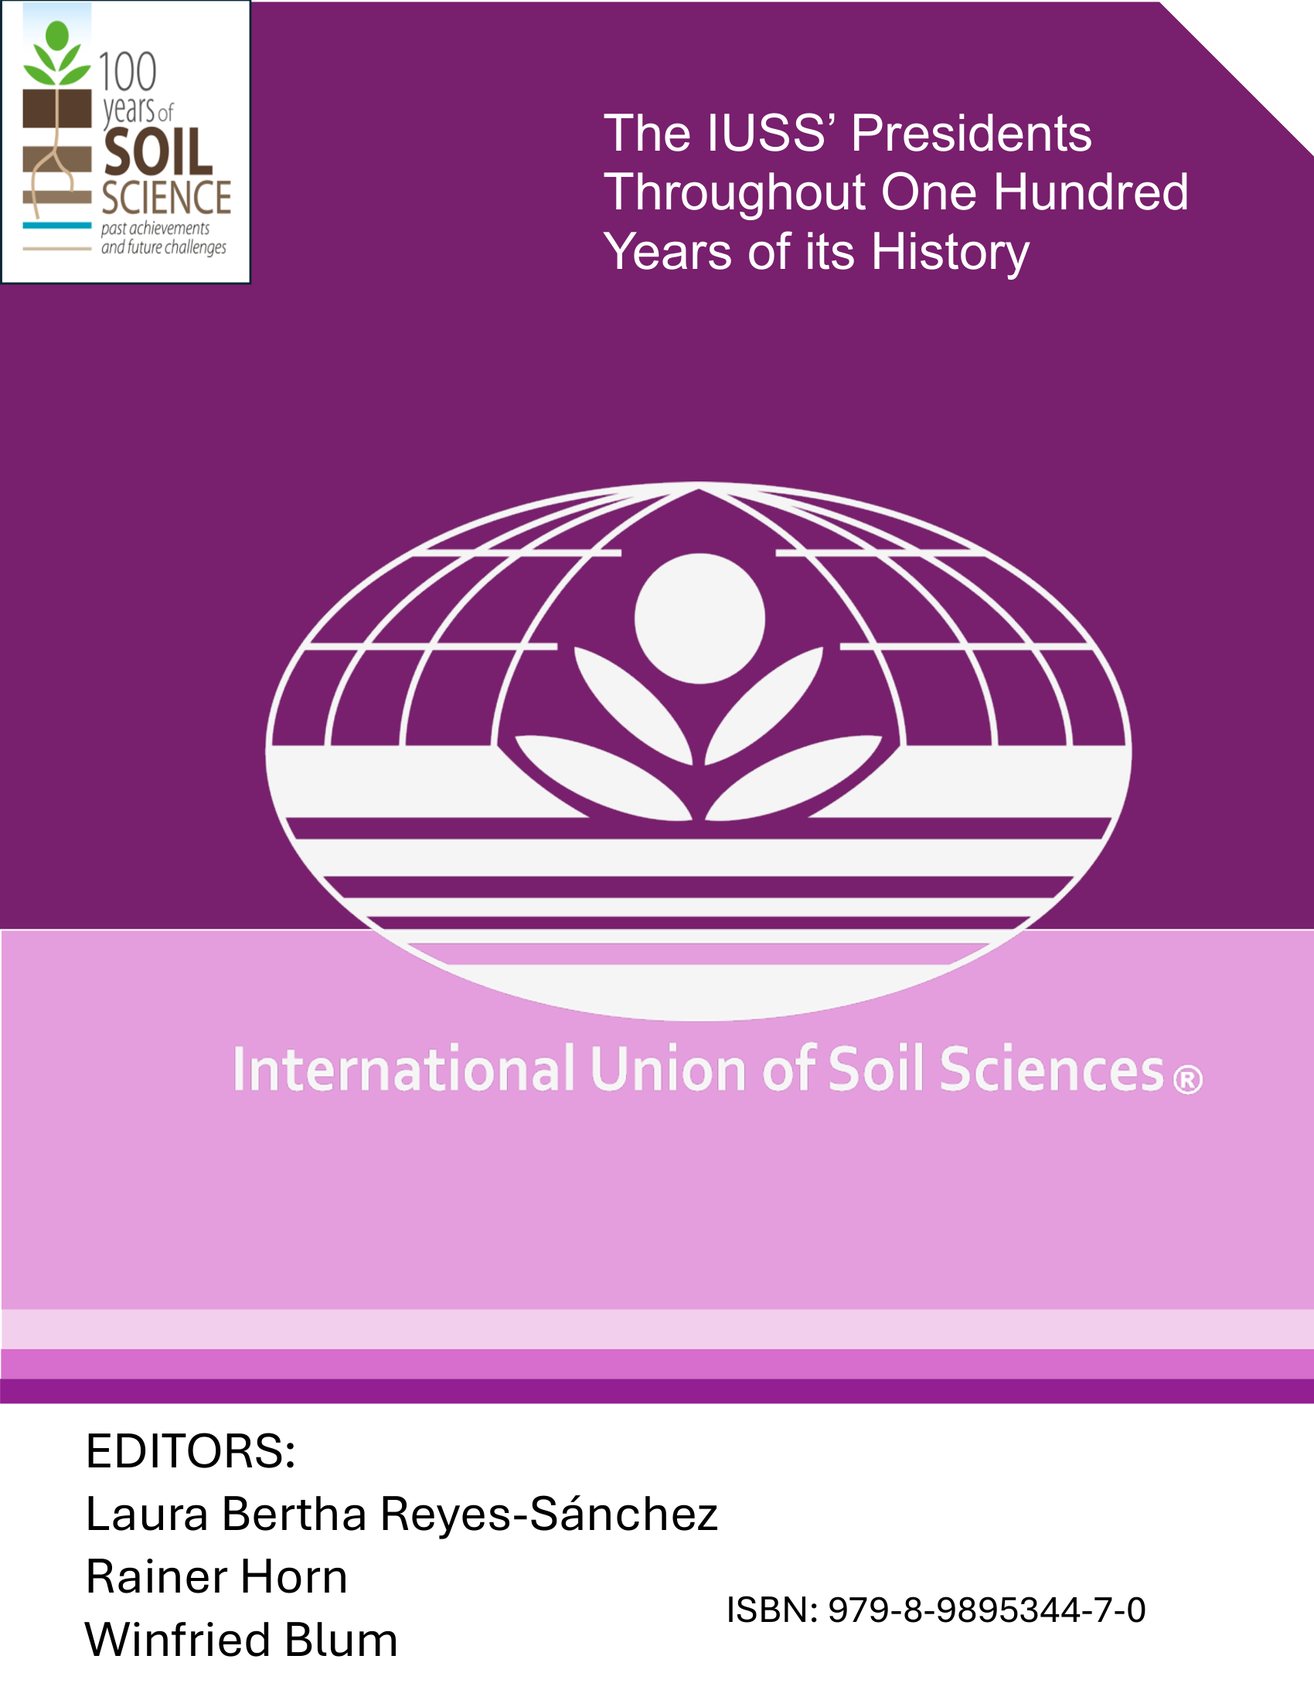 100
years of
SOIL
SCIENCE
past achievements
and future challenges
The IUSS’ Presidents
Throughout One Hundred
Years of its History
International Union of Soil Sciences®
EDITORS:
Laura Bertha Reyes-Sánchez
Rainer Horn
Winfried Blum
ISBN: 979-8-9895344-7-0